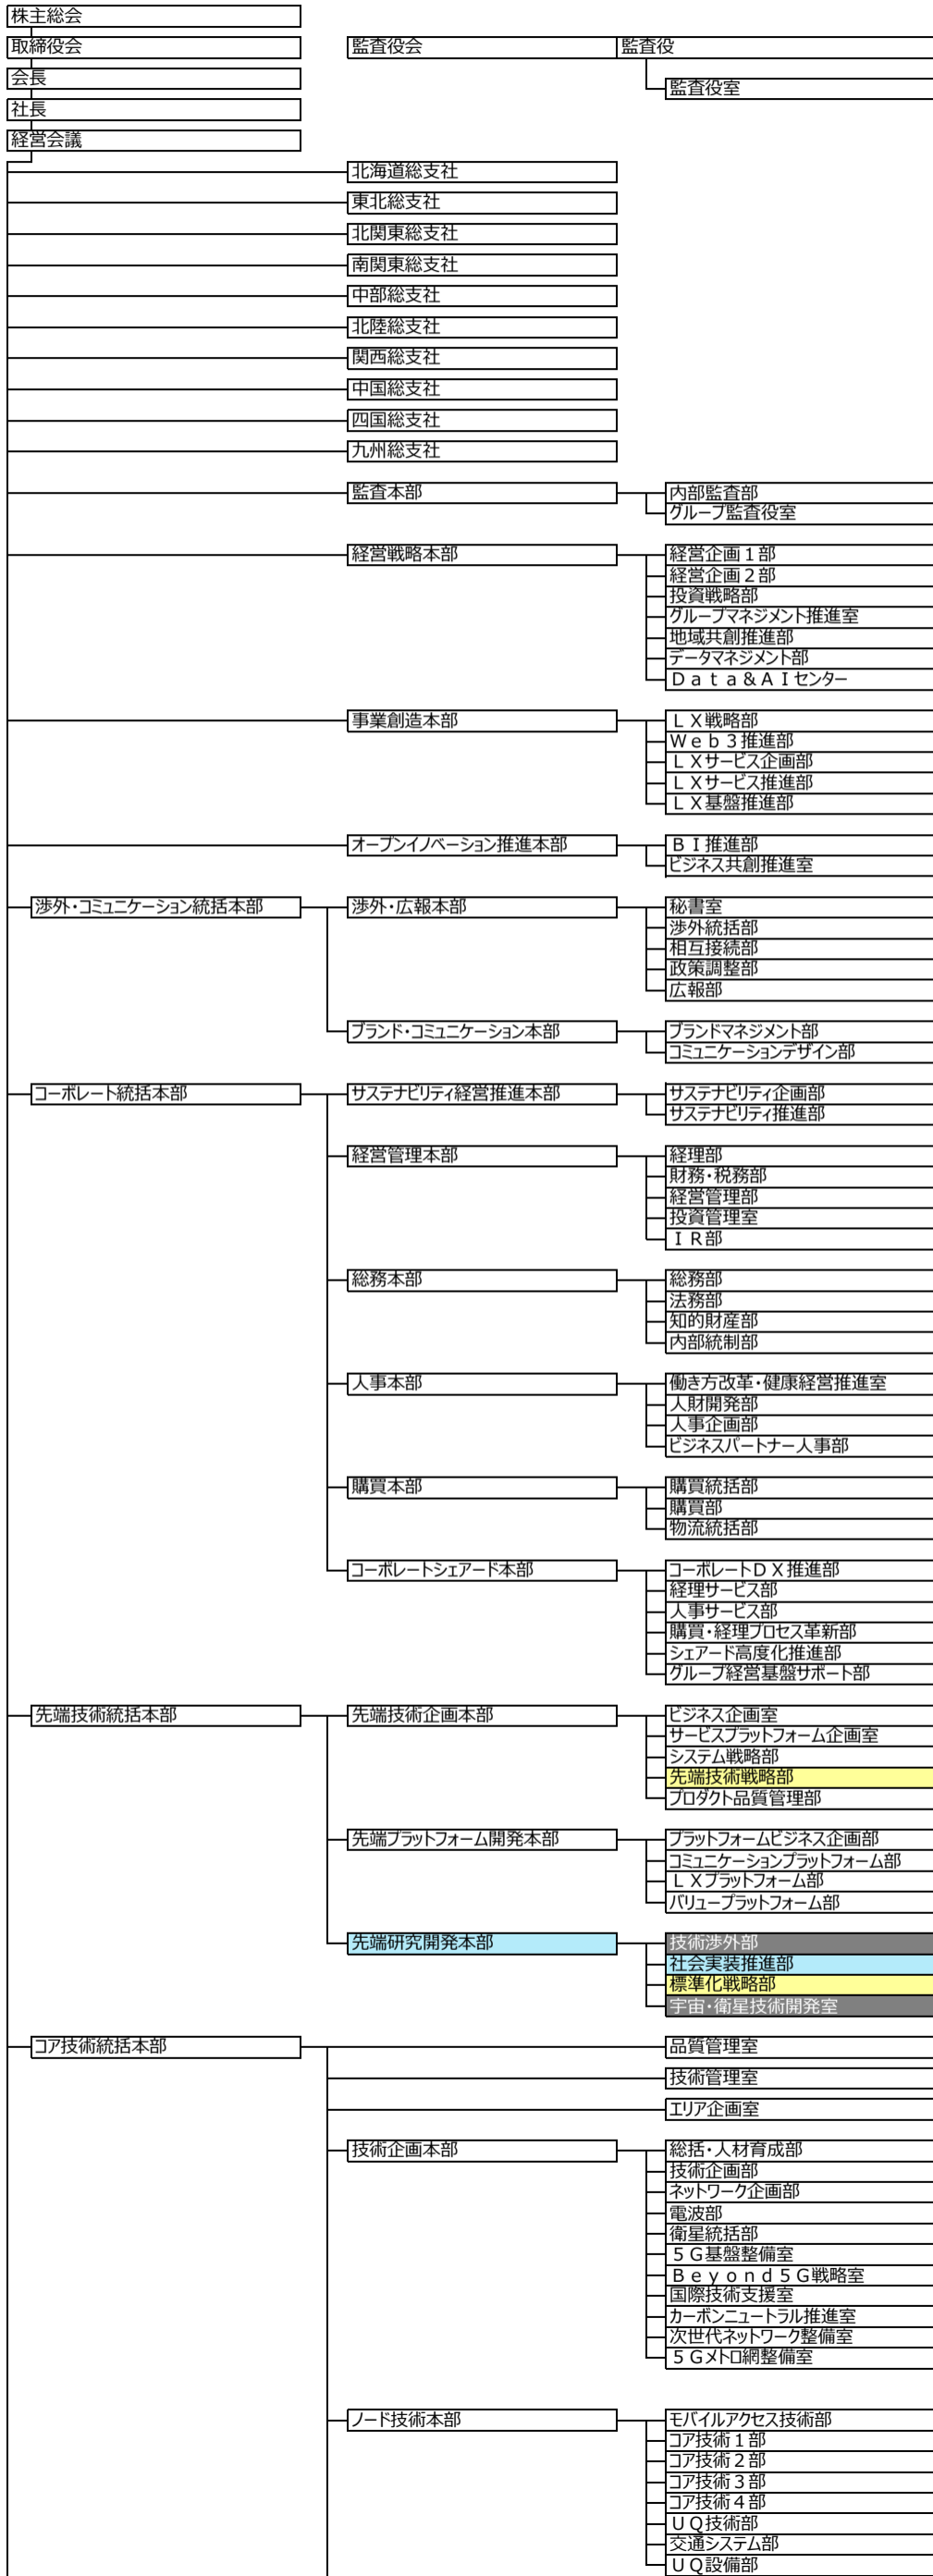 株主総会
取締役会
監査役会
監査役
会長
監査役室
社長
経営会議
北海道総支社
東北総支社
北関東総支社
南関東総支社
中部総支社
北陸総支社
関西総支社
中国総支社
四国総支社
九州総支社
監査本部
内部監査部
グループ監査役室
経営戦略本部
経営企画1部
経営企画2部
投資戦略部
グループマネジメント推進室
地域共創推進部
データマネジメント部
Data&AIセンター
事業創造本部
LX戦略部
Web3推進部
LXサービス企画部
LXサービス推進部
LX基盤推進部
オープンイノベーション推進本部
BI推進部
ビジネス共創推進室
渉外・コミュニケーション統括本部
渉外・広報本部
秘書室
渉外統括部
相互接続部
政策調整部
広報部
ブランド・コミュニケーション本部
ブランドマネジメント部
コミュニケーションデザイン部
コーポレート統括本部
サステナビリティ経営推進本部
サステナビリティ企画部
サステナビリティ推進部
経営管理本部
経理部
財務・税務部
経営管理部
投資管理室
IR部
総務本部
総務部
法務部
知的財産部
内部統制部
人事本部
働き方改革・健康経営推進室
人財開発部
人事企画部
ビジネスパートナー人事部
購買本部
購買統括部
購買部
物流統括部
コーポレートシェアード本部
コーポレートDX推進部
経理サービス部
人事サービス部
購買・経理プロセス革新部
シェアード高度化推進部
グループ経営基盤サポート部
先端技術統括本部
先端技術企画本部
ビジネス企画室
サービスプラットフォーム企画室
システム戦略部
先端技術戦略部
プロダクト品質管理部
先端プラットフォーム開発本部
プラットフォームビジネス企画部
コミュニケーションプラットフォーム部
LXプラットフォーム部
バリュープラットフォーム部
先端研究開発本部
技術渉外部
社会実装推進部
標準化戦略部
宇宙・衛星技術開発室
コア技術統括本部
品質管理室
技術管理室
エリア企画室
技術企画本部
総括・人材育成部
技術企画部
ネットワーク企画部
電波部
衛星統括部
5G基盤整備室
Beyond5G戦略室
国際技術支援室
カーボンニュートラル推進室
次世代ネットワーク整備室
5Gメトロ網整備室
ノード技術本部
モバイルアクセス技術部
コア技術1部
コア技術2部
コア技術3部
コア技術4部
UQ技術部
交通システム部
UQ設備部